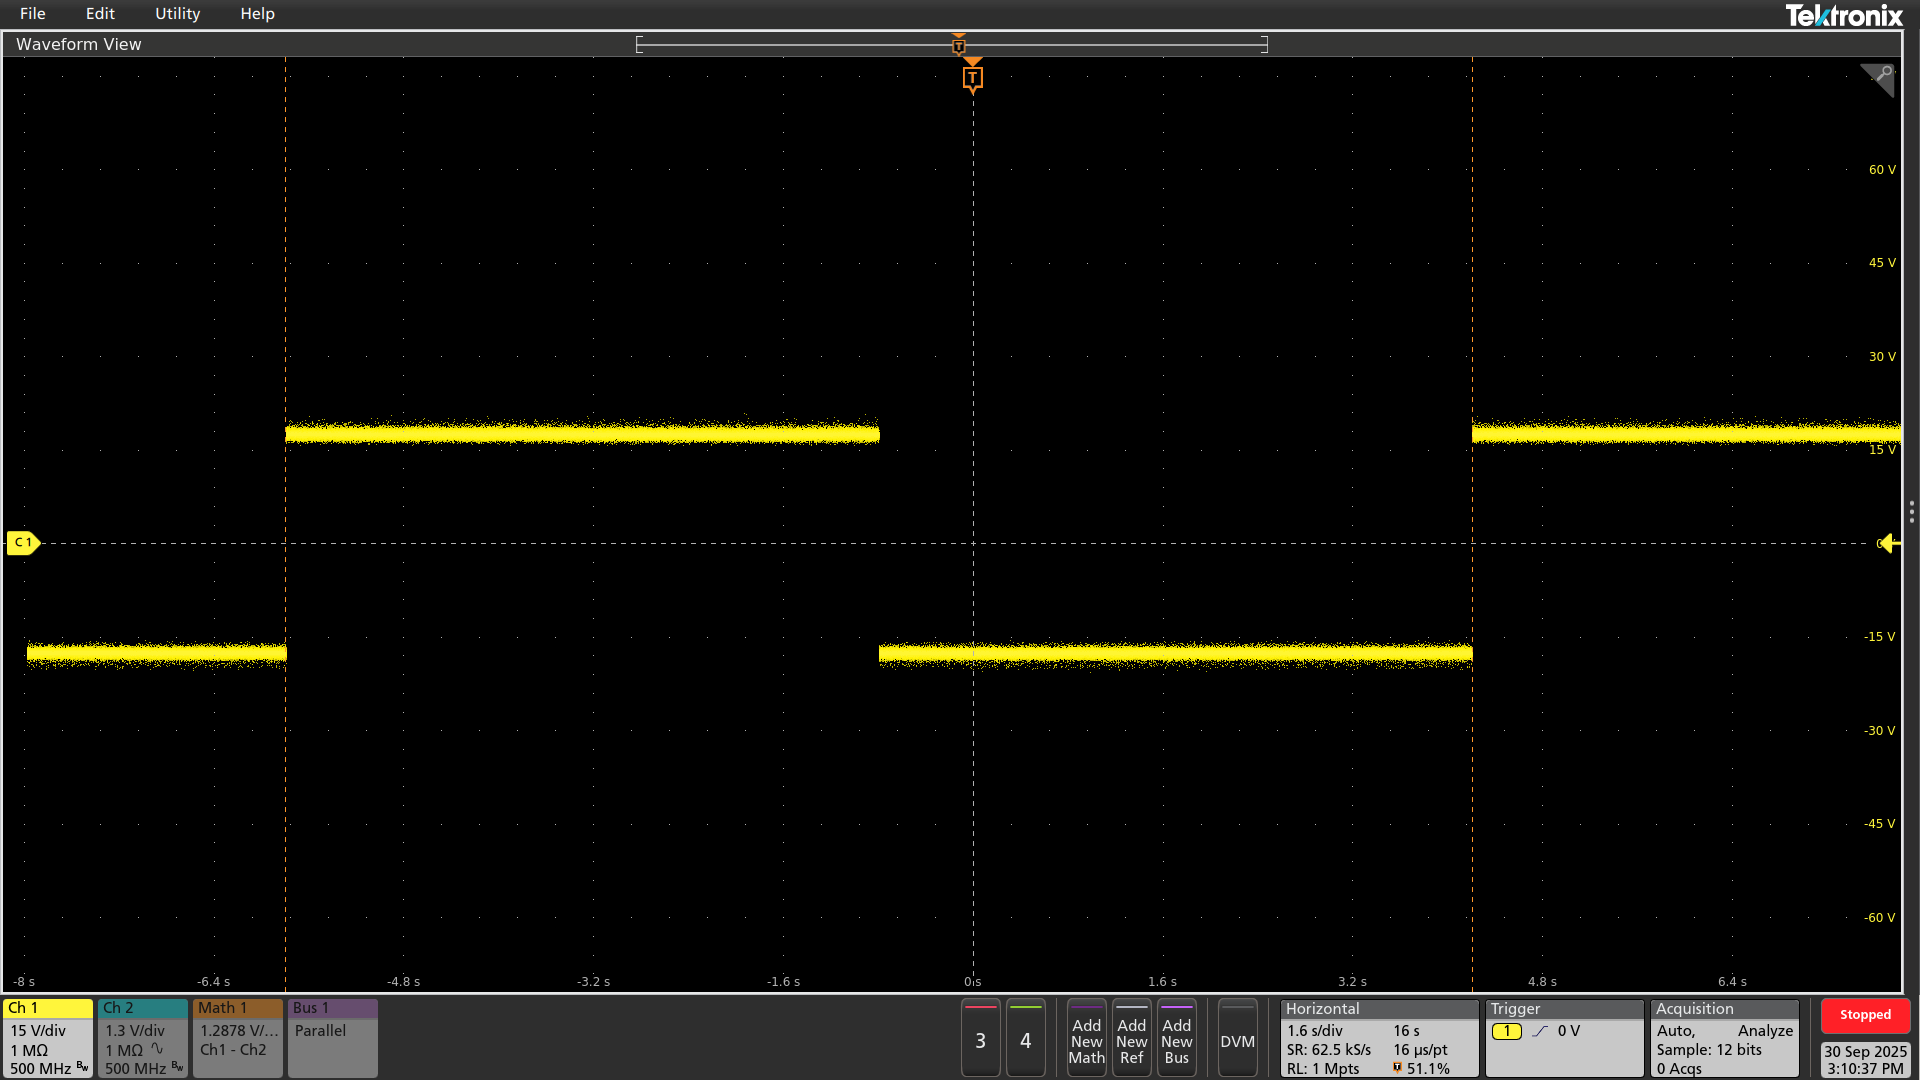 File Edit Utility Help
Tektronix
Waveform View
T
T
60 V
45 V
30 V
15 V
C 1
-15 V
-30 V
-45 V
-60 V
-8 s -6.4 s -4.8 s -3.2 s -1.6 s 0 s 1.6 s 3.2 s 4.8 s 6.4 s
Ch 1
15 V/div
1 MΩ
500 MHz Bw
Ch 2
1.3 V/div
1 MΩ
500 MHz Bw
Math 1
1.2878 V/...
Ch1 - Ch2
Bus 1
Parallel
3
4
Add
New
Math
Add
New
Ref
Add
New
Bus
DVM
Horizontal
1.6 s/div 16 s
SR: 62.5 kS/s 16 µs/pt
RL: 1 Mpts T 51.1%
Trigger
1 0 V
Acquisition
Auto, Analyze
Sample: 12 bits
0 Acqs
Stopped
30 Sep 2025
3:10:37 PM